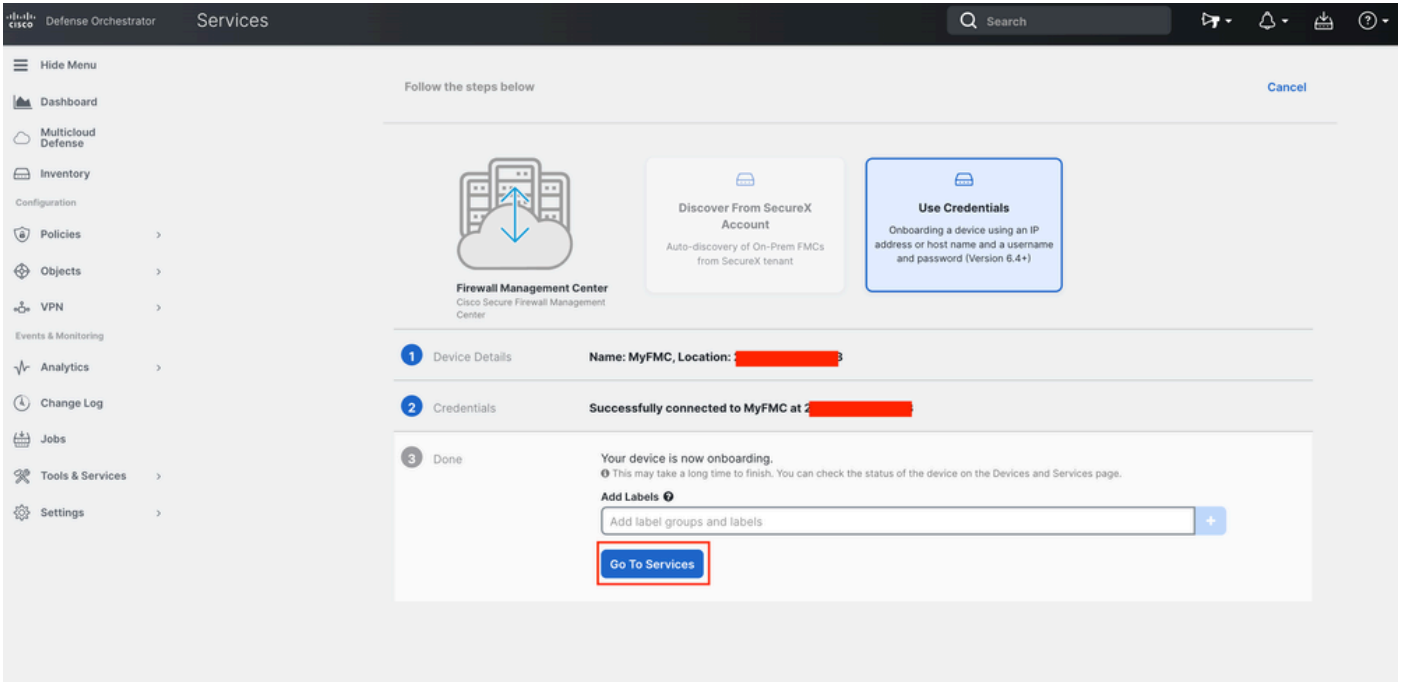 cisco Defense Orchestrator Services Search
Hide Menu
Dashboard
Multicloud
Defense
Inventory
Configuration
Policies
Objects
VPN
Events & Monitoring
Analytics
Change Log
Jobs
Tools & Services
Settings
Follow the steps below Cancel
Firewall Management Center
Cisco Secure Firewall Management
Center
Discover From SecureX
Account
Auto-discovery of On-Prem FMCs
from SecureX tenant
Use Credentials
Onboarding a device using an IP
address or host name and a username
and password (Version 6.4+)
1 Device Details Name: MyFMC, Location:
2 Credentials Successfully connected to MyFMC at 2
3 Done Your device is now onboarding.
This may take a long time to finish. You can check the status of the device on the Devices and Services page.
Add Labels
Add label groups and labels
Go To Services